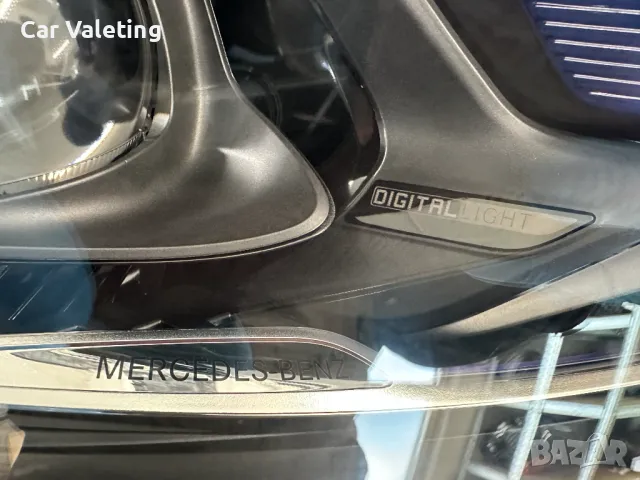 Car Valeting
DIGITAL LIGHT
MERCEDES-BENZ
BAZAR